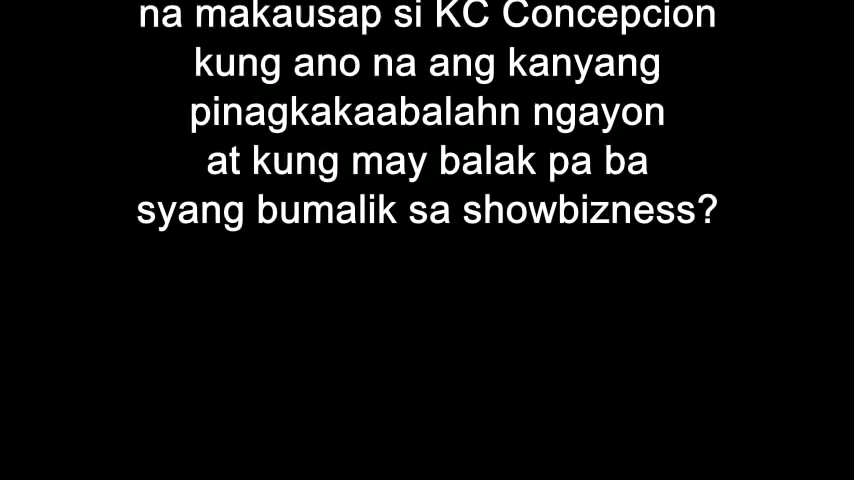 na makausap si KC Concepcion
kung ano na ang kanyang
pinagkakaabalahn ngayon
at kung may balak pa ba
syang bumalik sa showbizness?